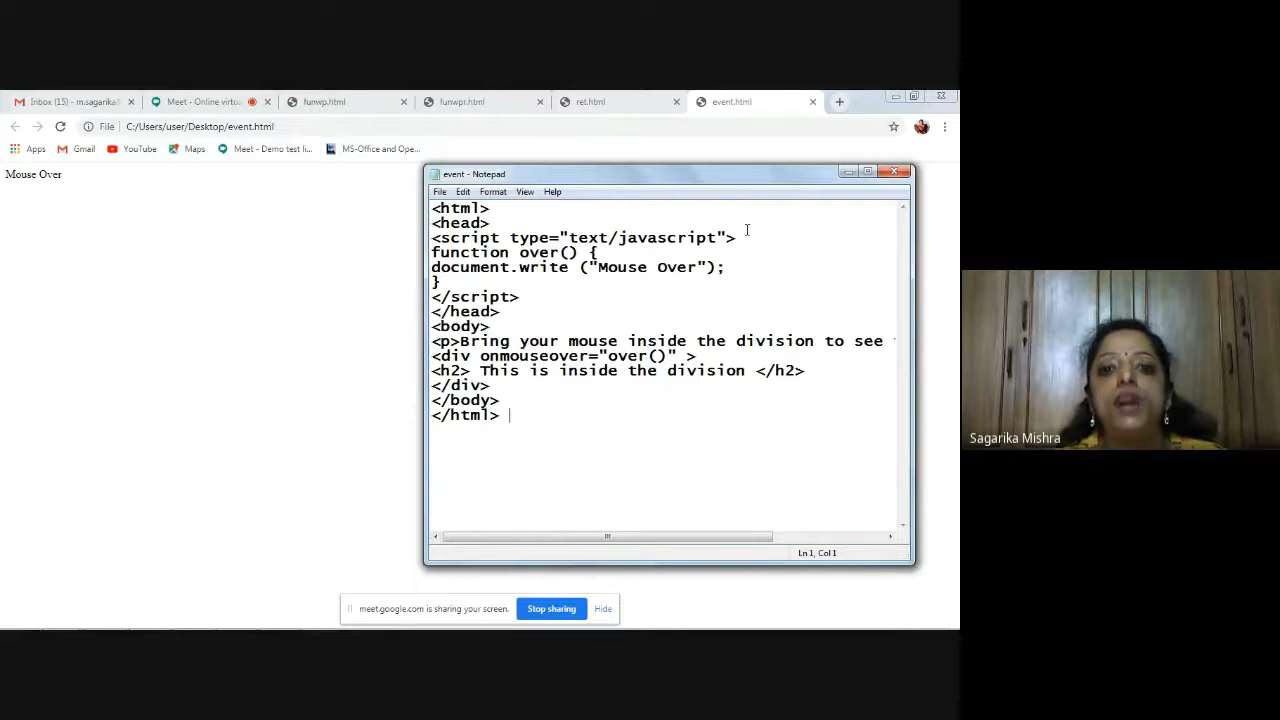 Inbox (15) - m.sagarika@
Meet - Online virtu
funwp.html
funwpr.html
ret.html
event.html
File
C:/Users/user/Desktop/event.html
Apps
Gmail
YouTube
Maps
Meet - Demo test li...
MS-Office and Ope...
Mouse Over
event - Notepad
File Edit Format View Help
<html>
<head>
<script type="text/javascript">
function over() {
document.write ("Mouse Over");
}
</script>
</head>
<body>
<p>Bring your mouse inside the division to see
<div onmouseover="over()" >
<h2> This is inside the division </h2>
</div>
</body>
</html>
Ln 1, Col 1
meet.google.com is sharing your screen.
Stop sharing
Hide
Sagarika Mishra